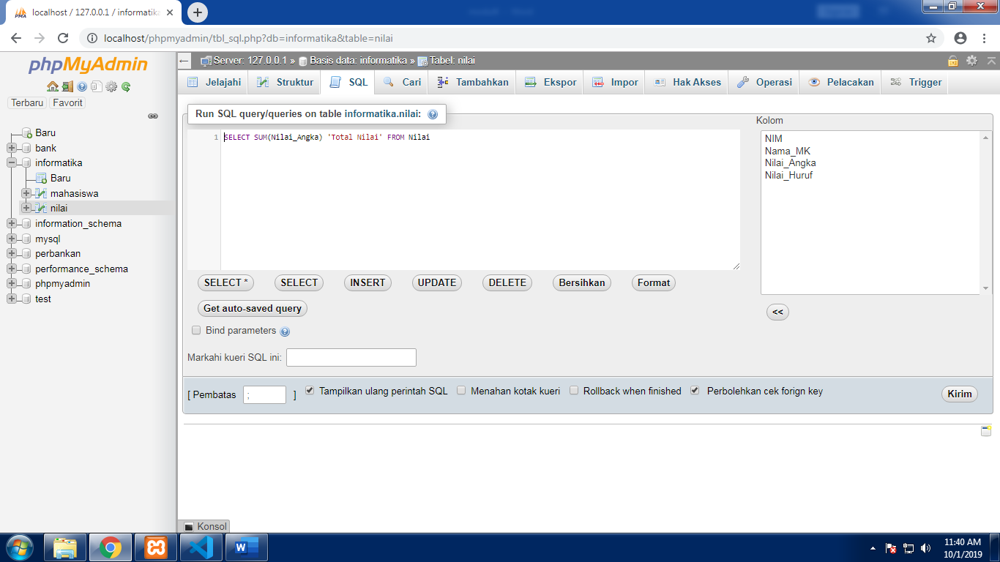 localhost / 127.0.0.1 / informatika
localhost/phpmyadmin/tbl_sql.php?db=informatika&table=nilai
phpMyAdmin
Terbaru Favorit
Baru
bank
informatika
Baru
mahasiswa
nilai
information_schema
mysql
perbankan
performance_schema
phpmyadmin
test
Server: 127.0.0.1 » Basis data: informatika » Tabel: nilai
Jelajahi Struktur SQL Cari Tambahkan Ekspor Impor Hak Akses Operasi Pelacakan Trigger
Run SQL query/queries on table informatika.nilai:
1 SELECT SUM(Nilai_Angka) 'Total Nilai' FROM Nilai
Kolom
NIM
Nama_MK
Nilai_Angka
Nilai_Huruf
<<
SELECT * SELECT INSERT UPDATE DELETE Bersihkan Format
Get auto-saved query
Bind parameters
Markahi kueri SQL ini:
[ Pembatas ; ] Tampilkan ulang perintah SQL Menahan kotak kueri Rollback when finished Perbolehkan cek forign key Kirim
Konsol
11:40 AM
10/1/2019